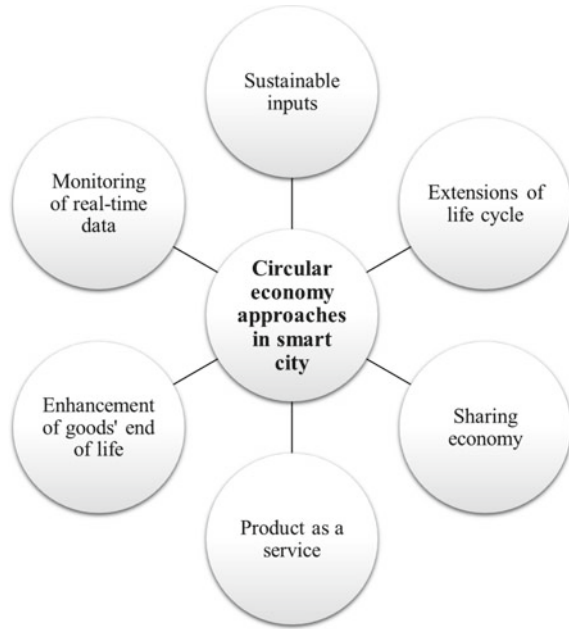 Sustainable
inputs
Monitoring
of real-time
data
Extensions of
life cycle
Circular
economy
approaches
in smart
city
Enhancement
of goods' end
of life
Sharing
economy
Product as a
service